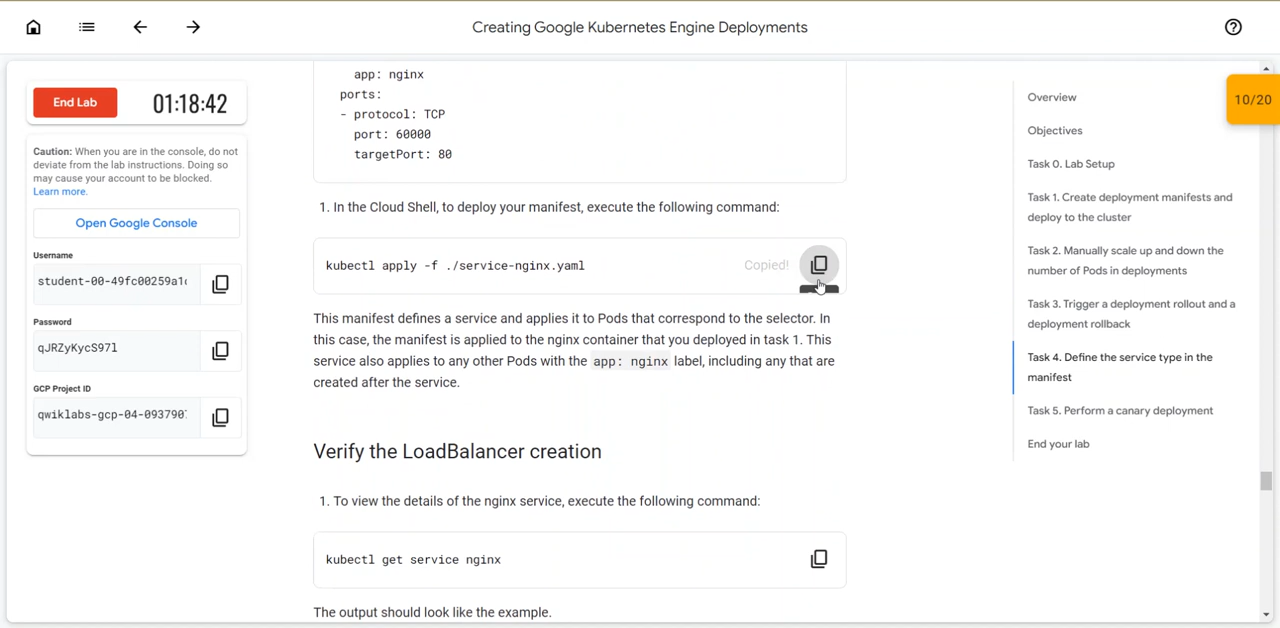 Creating Google Kubernetes Engine Deployments
End Lab
01:18:42
10/20
Caution: When you are in the console, do not
deviate from the lab instructions. Doing so
may cause your account to be blocked.
Learn more.
Open Google Console
Username
student-00-49fc00259a1
Password
qJRZyKycS97l
GCP Project ID
qwiklabs-gcp-04-093790
app: nginx
ports:
- protocol: TCP
port: 60000
targetPort: 80
1. In the Cloud Shell, to deploy your manifest, execute the following command:
kubectl apply -f ./service-nginx.yaml
Copied!
This manifest defines a service and applies it to Pods that correspond to the selector. In
this case, the manifest is applied to the nginx container that you deployed in task 1. This
service also applies to any other Pods with the app: nginx label, including any that are
created after the service.
Verify the LoadBalancer creation
1. To view the details of the nginx service, execute the following command:
kubectl get service nginx
The output should look like the example.
Overview
Objectives
Task 0. Lab Setup
Task 1. Create deployment manifests and
deploy to the cluster
Task 2. Manually scale up and down the
number of Pods in deployments
Task 3. Trigger a deployment rollout and a
deployment rollback
Task 4. Define the service type in the
manifest
Task 5. Perform a canary deployment
End your lab